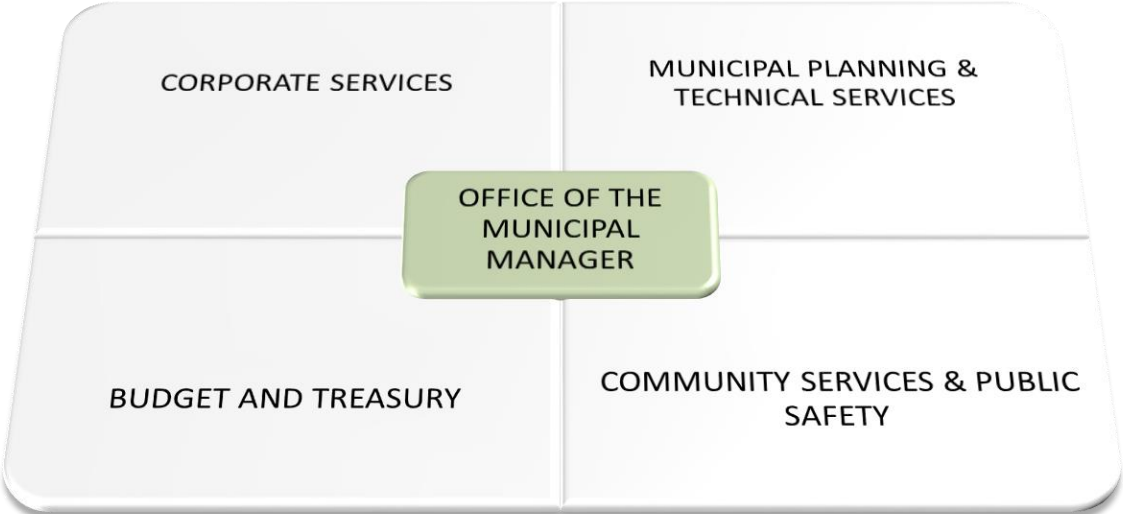 CORPORATE SERVICES
MUNICIPAL PLANNING &
TECHNICAL SERVICES
OFFICE OF THE
MUNICIPAL
MANAGER
BUDGET AND TREASURY
COMMUNITY SERVICES & PUBLIC
SAFETY